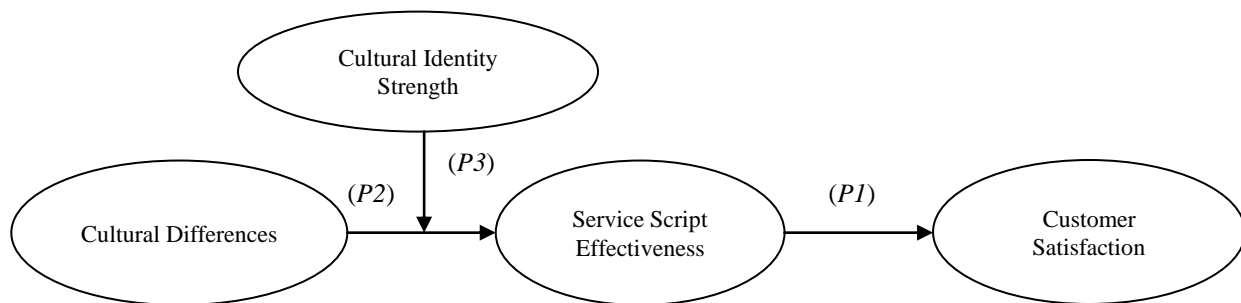 Cultural Identity
Strength
(P3)
(P2)
(P1)
Cultural Differences
Service Script
Effectiveness
Customer
Satisfaction